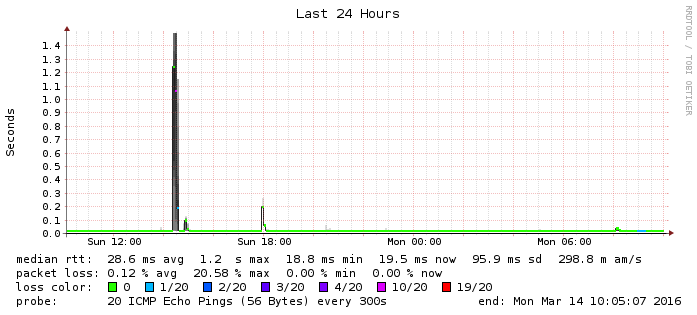 Last 24 Hours
RRDTOOL / TOBI OETIKER
Seconds
1.4
1.3
1.2
1.1
1.0
0.9
0.8
0.7
0.6
0.5
0.4
0.3
0.2
0.1
0.0
Sun 12:00 Sun 18:00 Mon 00:00 Mon 06:00
median rtt: 28.6 ms avg 1.2 s max 18.8 ms min 19.5 ms now 95.9 ms sd 298.8 m am/s
packet loss: 0.12 % avg 20.58 % max 0.00 % min 0.00 % now
loss color: 0 1/20 2/20 3/20 4/20 10/20 19/20
probe: 20 ICMP Echo Pings (56 Bytes) every 300s end: Mon Mar 14 10:05:07 2016